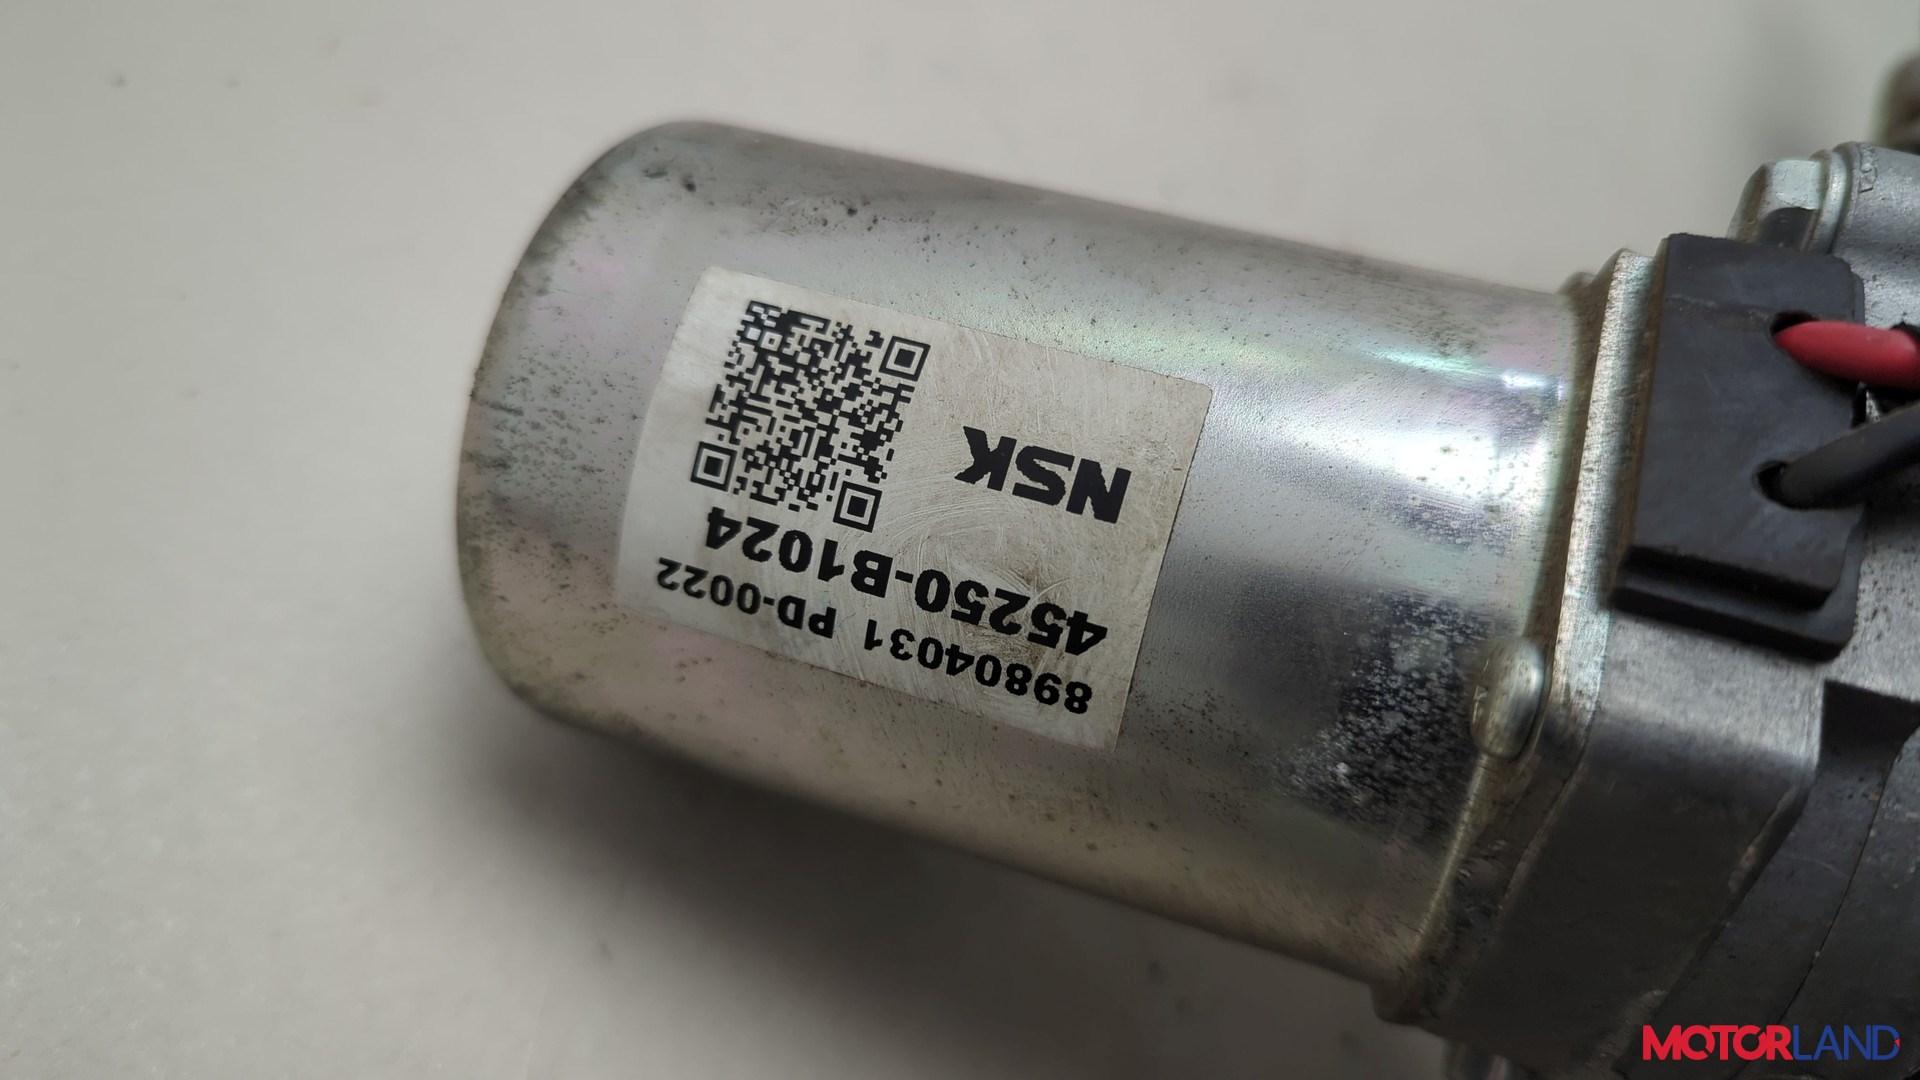 89804031 PD-0022
45250-B1024
NSK
MOTORLAND